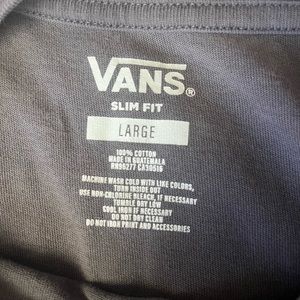 VANS®
SLIM FIT
LARGE
100% COTTON
MADE IN GUATEMALA
RN96277 CA30516
MACHINE WASH COLD WITH LIKE COLORS,
TURN INSIDE OUT
USE NON-CHLORINE BLEACH, IF NECESSARY
TUMBLE DRY LOW
COOL IRON IF NECESSARY
DO NOT DRY CLEAN
DO NOT IRON PRINT AND ACCESSORIES